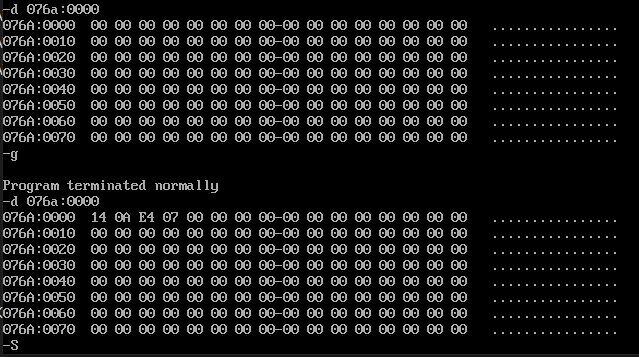 -d 076a:0000
076A:0000  00 00 00 00 00 00 00 00-00 00 00 00 00 00 00 00   ................
076A:0010  00 00 00 00 00 00 00 00-00 00 00 00 00 00 00 00   ................
076A:0020  00 00 00 00 00 00 00 00-00 00 00 00 00 00 00 00   ................
076A:0030  00 00 00 00 00 00 00 00-00 00 00 00 00 00 00 00   ................
076A:0040  00 00 00 00 00 00 00 00-00 00 00 00 00 00 00 00   ................
076A:0050  00 00 00 00 00 00 00 00-00 00 00 00 00 00 00 00   ................
076A:0060  00 00 00 00 00 00 00 00-00 00 00 00 00 00 00 00   ................
076A:0070  00 00 00 00 00 00 00 00-00 00 00 00 00 00 00 00   ................
-g
Program terminated normally
-d 076a:0000
076A:0000  14 0A E4 07 00 00 00 00-00 00 00 00 00 00 00 00   ................
076A:0010  00 00 00 00 00 00 00 00-00 00 00 00 00 00 00 00   ................
076A:0020  00 00 00 00 00 00 00 00-00 00 00 00 00 00 00 00   ................
076A:0030  00 00 00 00 00 00 00 00-00 00 00 00 00 00 00 00   ................
076A:0040  00 00 00 00 00 00 00 00-00 00 00 00 00 00 00 00   ................
076A:0050  00 00 00 00 00 00 00 00-00 00 00 00 00 00 00 00   ................
076A:0060  00 00 00 00 00 00 00 00-00 00 00 00 00 00 00 00   ................
076A:0070  00 00 00 00 00 00 00 00-00 00 00 00 00 00 00 00   ................
-S